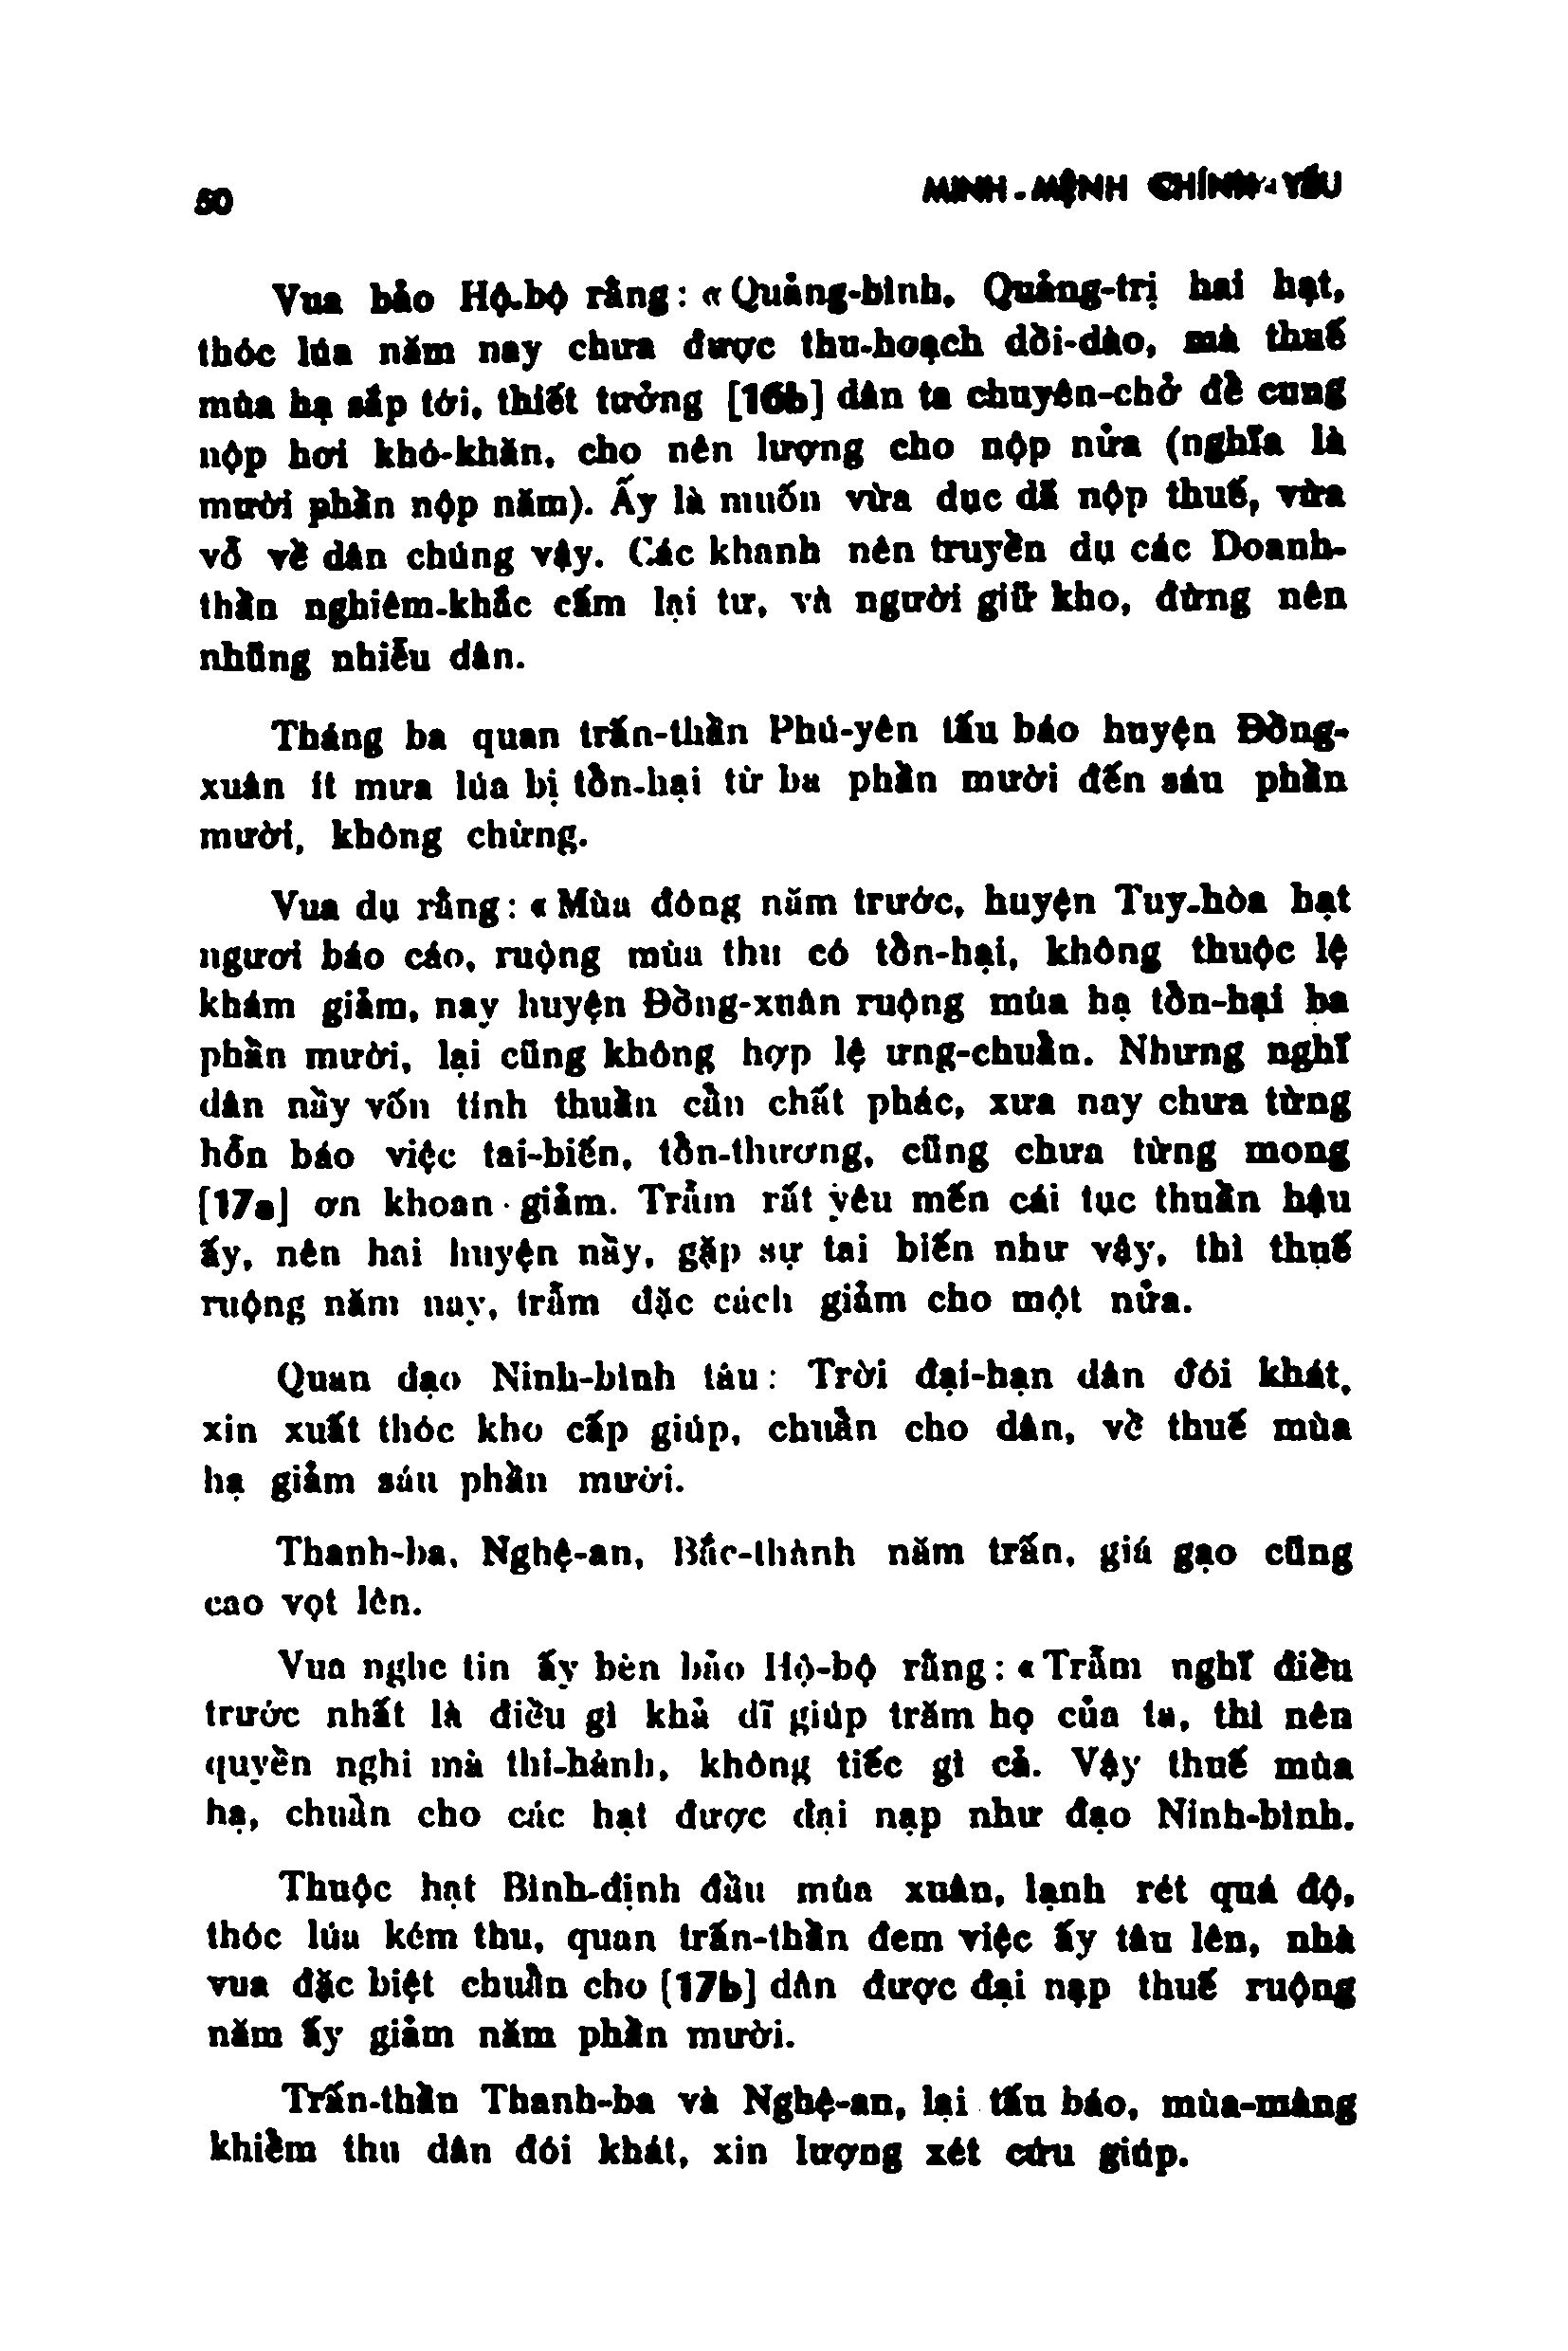 50
MINH-MỆNH CHÍNH-YẾU
Vua bảo Hộ-bộ rằng: «Quảng-bình, Quảng-trị hai hạt,
thóc lúa năm nay chưa được thu-hoạch dồi-dào, mà thuế
mùa hạ sắp tới, thiết tưởng [16b] dân ta chuyên-chở để cung
nộp hơi khó-khăn, cho nên lượng cho nộp nửa (nghĩa là
mười phần nộp năm). Ấy là muốn vừa dục dã nộp thuế, vừa
vỗ về dân chúng vậy. Các khanh nên truyền dụ các Doanh-
thần nghiêm-khắc cấm lại tư, và người giữ kho, đừng nên
nhũng nhiễu dân.
Tháng ba quan trấn-thần Phú-yên tấu báo huyện Đồng-
xuân ít mưa lúa bị tổn-hại từ ba phần mười đến sáu phần
mười, không chừng.
Vua dụ rằng: «Mùa đông năm trước, huyện Tuy-hòa hạt
ngươi báo cáo, ruộng mùa thu có tổn-hại, không thuộc lệ
khám giảm, nay huyện Đồng-xuân ruộng mùa hạ tổn-hại ba
phần mười, lại cũng không hợp lệ ưng-chuẩn. Nhưng nghĩ
dân nầy vốn tính thuần cần chất phác, xưa nay chưa từng
hỗn báo việc tai-biến, tổn-thương, cũng chưa từng mong
[17a] ơn khoan giảm. Trẫm rất yêu mến cái tục thuần hậu
ấy, nên hai huyện nầy, gặp sự tai biến như vậy, thì thuế
ruộng năm nay, trẫm đặc cách giảm cho một nửa.
Quan đạo Ninh-bình tâu: Trời đại-hạn dân đói khát,
xin xuất thóc kho cấp giúp, chuẩn cho dân, về thuế mùa
hạ giảm sáu phần mười.
Thanh-ba, Nghệ-an, Bắc-thành năm trấn, giá gạo cũng
cao vọt lên.
Vua nghe tin ấy bèn bảo Hộ-bộ rằng: «Trẫm nghĩ điều
trước nhất là điều gì khả dĩ giúp trăm họ của ta, thì nên
quyền nghi mà thi-hành, không tiếc gì cả. Vậy thuế mùa
hạ, chuẩn cho các hạt được đại nạp như đạo Ninh-bình.
Thuộc hạt Bình-định đầu mùa xuân, lạnh rét quá độ,
thóc lúa kém thu, quan trấn-thần đem việc ấy tâu lên, nhà
vua đặc biệt chuẩn cho [17b] dân được đại nạp thuế ruộng
năm ấy giảm năm phần mười.
Trấn-thần Thanh-ba và Nghệ-an, lại tấu báo, mùa-màng
khiểm thu dân đói khát, xin lượng xét cứu giúp.